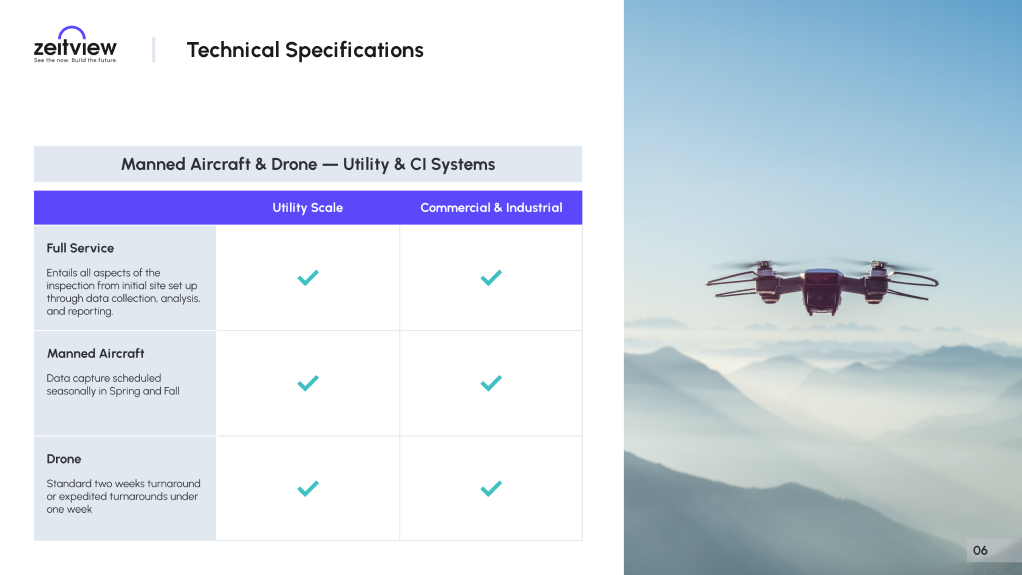 zeitview
See the now. Build the future.
Technical Specifications
Manned Aircraft & Drone — Utility & CI Systems
Utility Scale
Commercial & Industrial
Full Service
Entails all aspects of the
inspection from initial site set up
through data collection, analysis,
and reporting.
Manned Aircraft
Data capture scheduled
seasonally in Spring and Fall
Drone
Standard two weeks turnaround
or expedited turnarounds under
one week
06